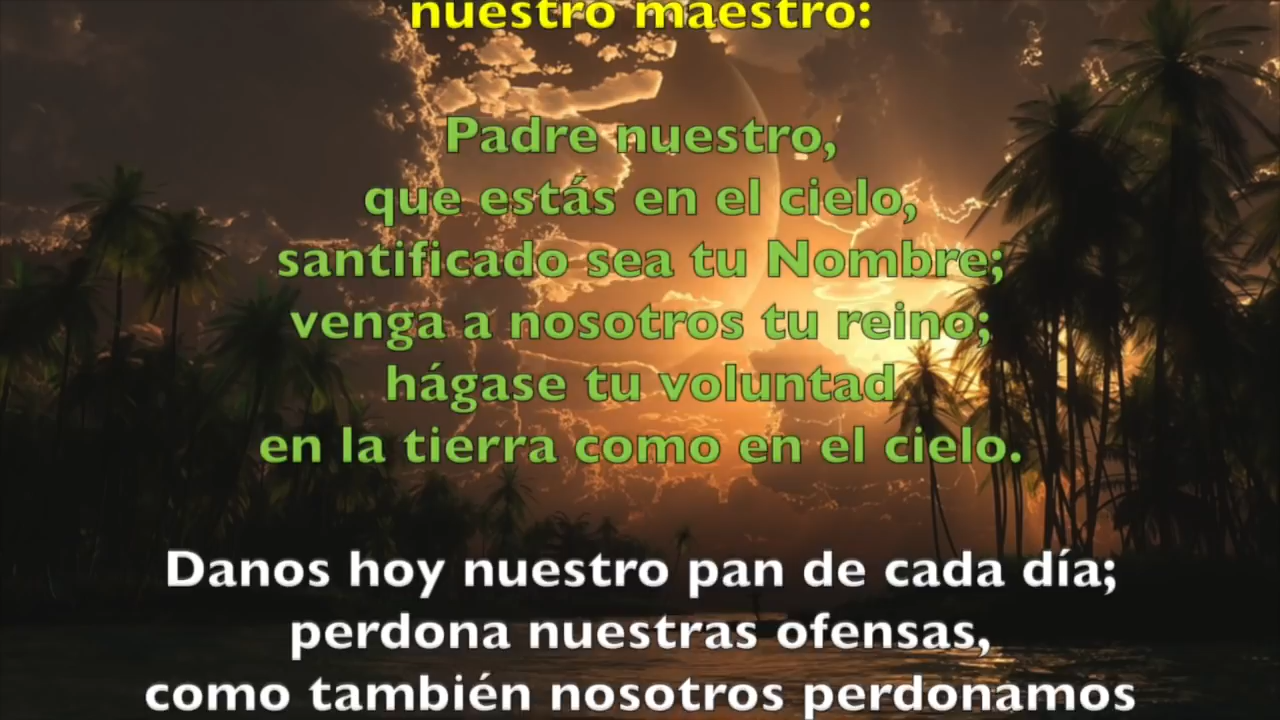 nuestro maestro:
Padre nuestro,
que estás en el cielo,
santificado sea tu Nombre;
venga a nosotros tu reino;
hágase tu voluntad
en la tierra como en el cielo.
Danos hoy nuestro pan de cada día;
perdona nuestras ofensas,
como también nosotros perdonamos